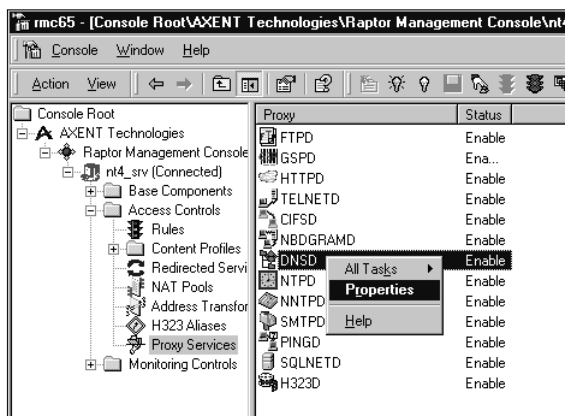 rmc65 - [Console Root\AXENT Technologies\Raptor Management Console\nt4
Console Window Help
Action View
Console Root
AXENT Technologies
Raptor Management Console
nt4_srv (Connected)
Base Components
Access Controls
Rules
Content Profiles
Redirected Servi
NAT Pools
Address Transfor
H323 Aliases
Proxy Services
Monitoring Controls
Proxy Status
FTPD Enable
GSPD Ena...
HTTPD Enable
TELNETD Enable
CIFSD Enable
NBDGRAMD Enable
DNSD Enable
NTPD Enable
NNTPD Enable
SMTPD Enable
PINGD Enable
SQLNETD Enable
H323D Enable
All Tasks
Properties
Help